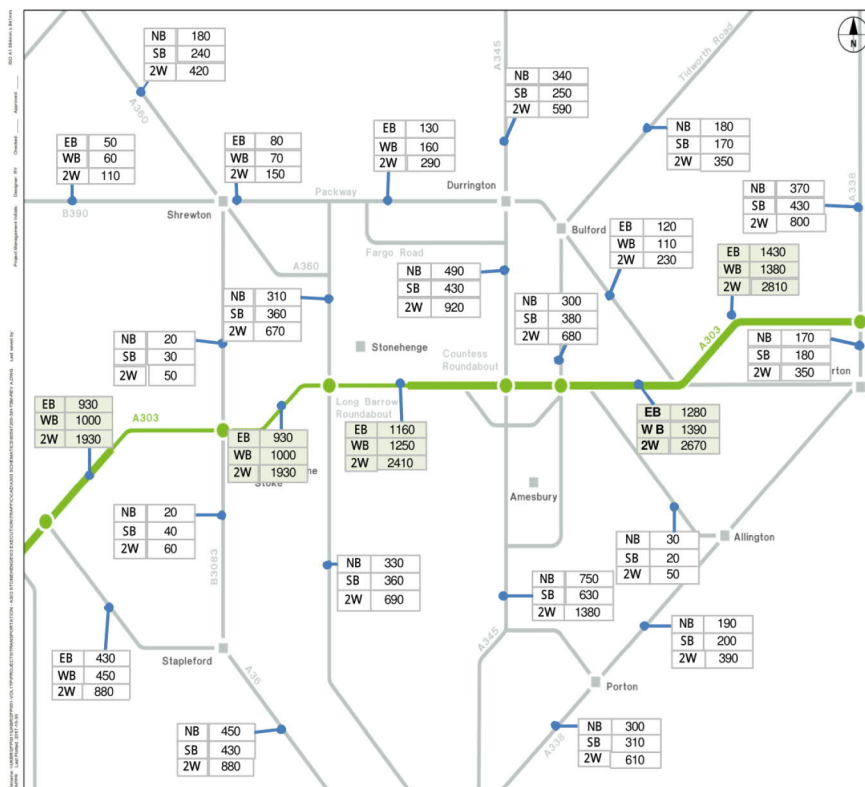 NB 180
SB 240
2W 420
A360
EB 50
WB 60
2W 110
B390
EB 80
WB 70
2W 150
Shrewton
Packway
EB 130
WB 160
2W 290
A345
NB 340
SB 250
2W 590
Durrington
Tidworth Road
NB 180
SB 170
2W 350
A338
NB 370
SB 430
2W 800
N
Bulford
Fargo Road
A360
EB 120
WB 110
2W 230
EB 1430
WB 1380
2W 2810
NB 490
SB 430
2W 920
NB 310
SB 360
2W 670
NB 300
SB 380
2W 680
NB 20
SB 30
2W 50
Stonehenge
Countess
Roundabout
A303
NB 170
SB 180
2W 350
rton
EB 930
WB 1000
2W 1930
A303
Long Barrow
Roundabout
EB 930
WB 1000
2W 1930
ne
Stoke
EB 1160
WB 1250
2W 2410
EB 1280
WB 1390
2W 2670
Amesbury
NB 20
SB 40
2W 60
B3083
NB 30
SB 20
2W 50
Allington
NB 330
SB 360
2W 690
NB 750
SB 630
2W 1380
NB 190
SB 200
2W 390
EB 430
WB 450
2W 880
Stapleford
A36
A345
Porton
NB 450
SB 430
2W 880
A338
NB 300
SB 310
2W 610